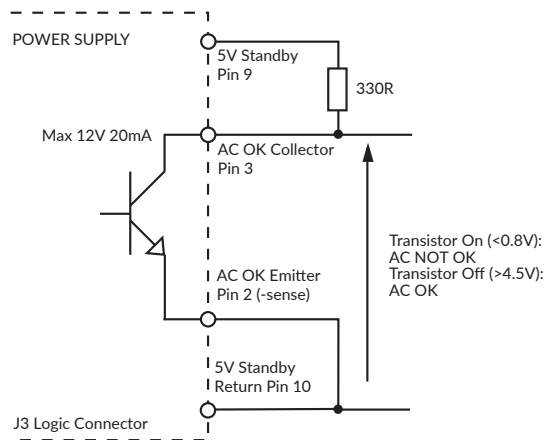 POWER SUPPLY
5V Standby
Pin 9
330R
Max 12V 20mA
AC OK Collector
Pin 3
Transistor On (<0.8V):
AC NOT OK
Transistor Off (>4.5V):
AC OK
AC OK Emitter
Pin 2 (-sense)
5V Standby
Return Pin 10
J3 Logic Connector